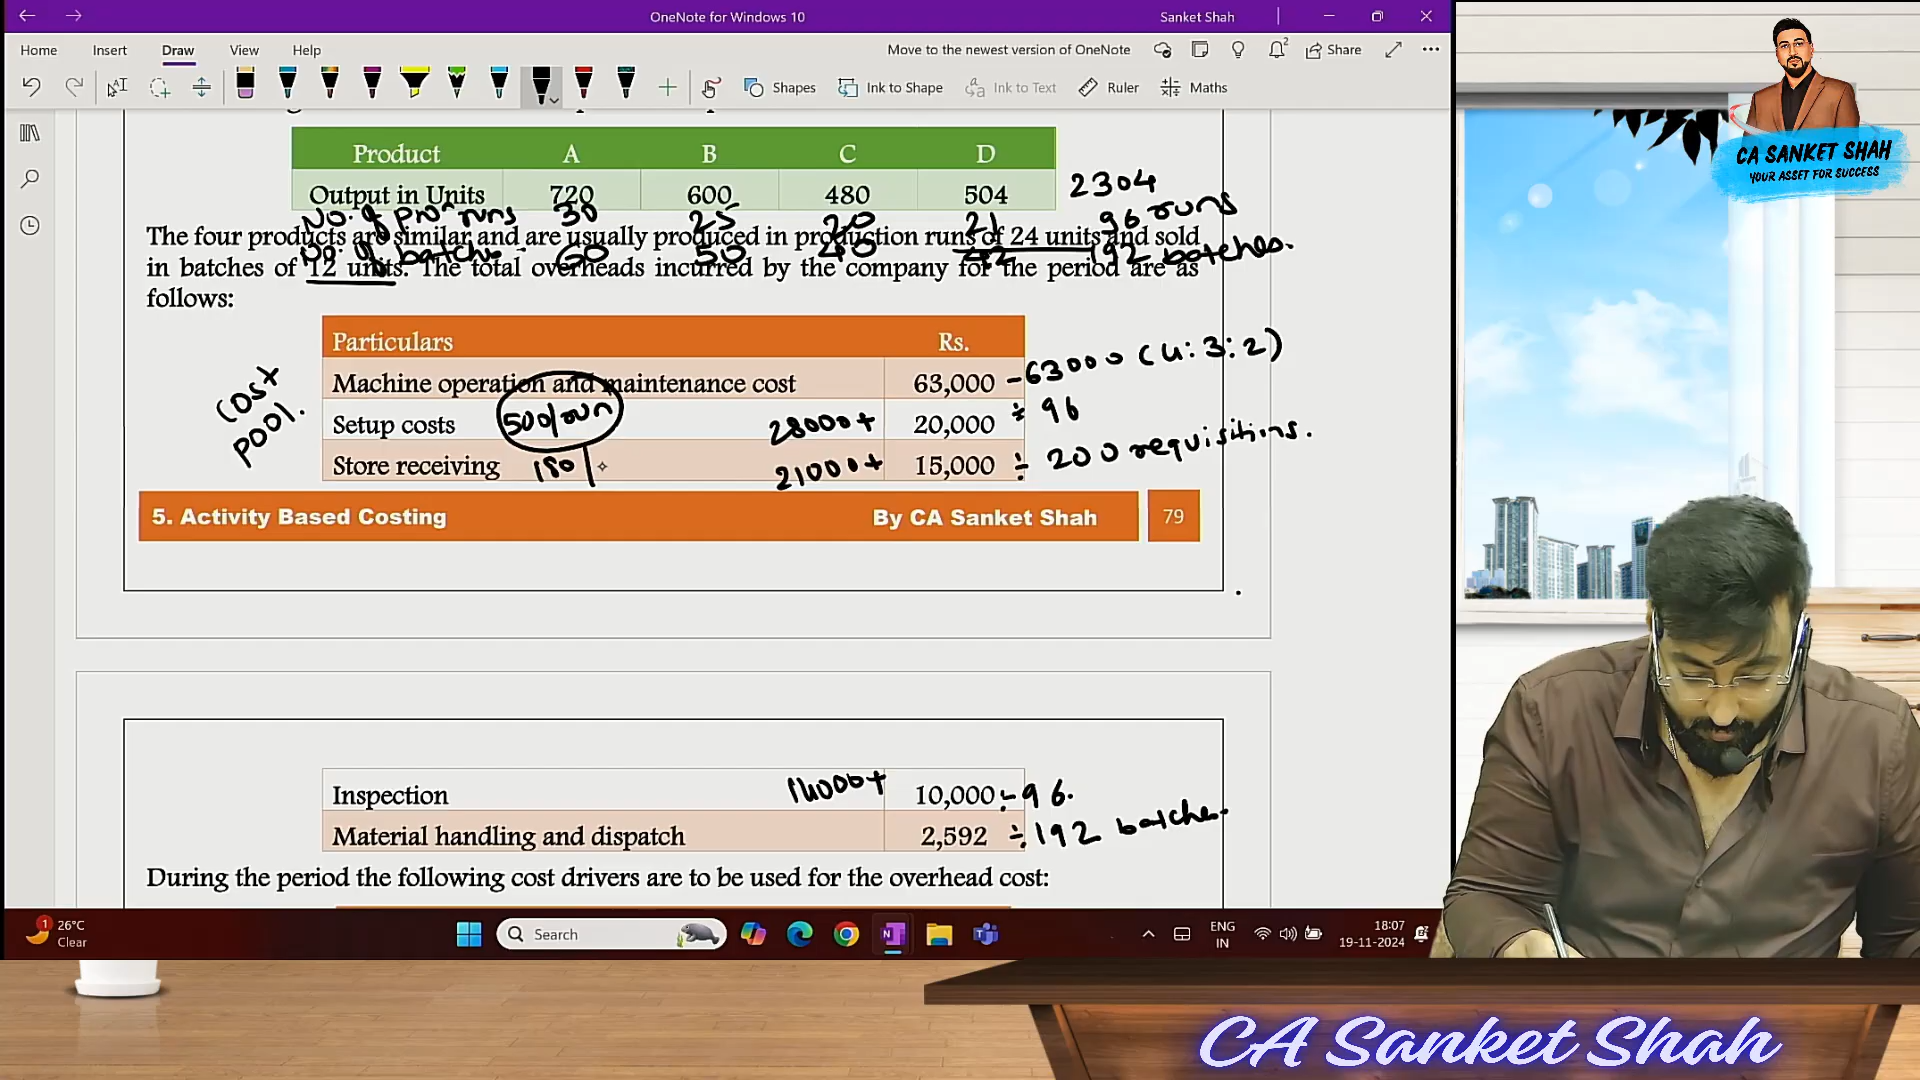 OneNote for Windows 10
Sanket Shah
Home Insert Draw View Help
Move to the newest version of OneNote
2
Share
Shapes Ink to Shape Ink to Text Ruler Maths
Product A B C D
Output in Units 720 600 480 504 2304
No. of pron runs 30 25 20 21 96 runs
The four products are similar and are usually produced in production runs of 24 units and sold
No. of batche 60 50 40 42 192 batches.
in batches of 12 units. The total overheads incurred by the company for the period are as
follows:
Particulars Rs.
Machine operation and maintenance cost 63,000 - 63000 (4:3:2)
cost pool.
Setup costs 500/run 28000+ 20,000 ÷ 96
Store receiving 180/ 21000+ 15,000 ÷ 200 requisitions.
5. Activity Based Costing By CA Sanket Shah 79
Inspection 14000+ 10,000 ÷ 96.
Material handling and dispatch 2,592 ÷ 192 batches.
During the period the following cost drivers are to be used for the overhead cost:
1
26°C
Clear
Search
ENG
IN
18:07
19-11-2024
CA SANKET SHAH
YOUR ASSET FOR SUCCESS
CA Sanket Shah